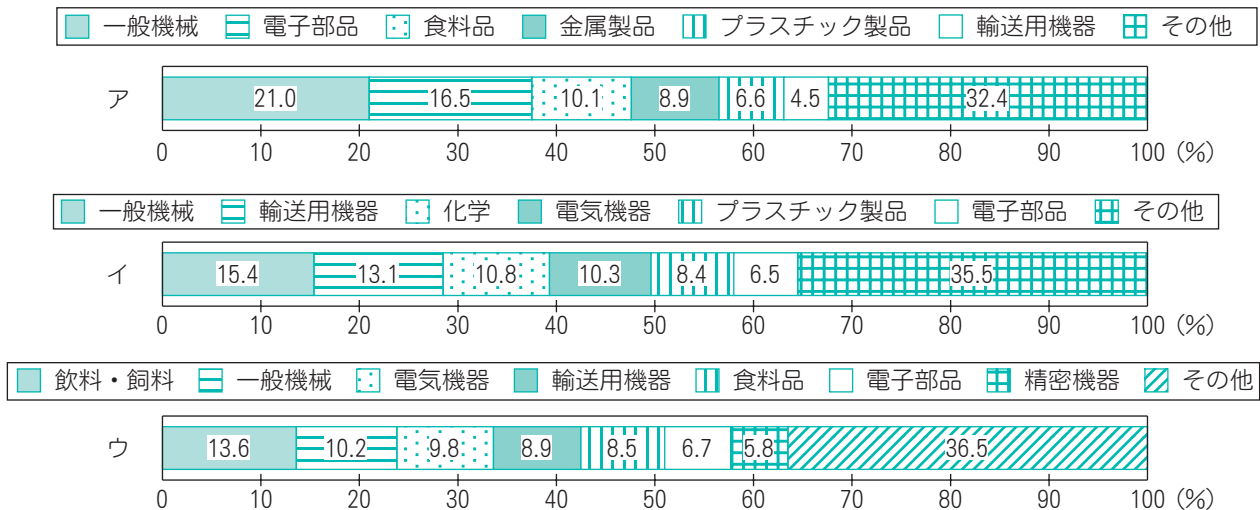 一般機械 電子部品 食料品 金属製品 プラスチック製品 輸送用機器 その他
ア 21.0 16.5 10.1 8.9 6.6 4.5 32.4
0 10 20 30 40 50 60 70 80 90 100 (%)
一般機械 輸送用機器 化学 電気機器 プラスチック製品 電子部品 その他
イ 15.4 13.1 10.8 10.3 8.4 6.5 35.5
0 10 20 30 40 50 60 70 80 90 100 (%)
飲料・飼料 一般機械 電気機器 輸送用機器 食料品 電子部品 精密機器 その他
ウ 13.6 10.2 9.8 8.9 8.5 6.7 5.8 36.5
0 10 20 30 40 50 60 70 80 90 100 (%)